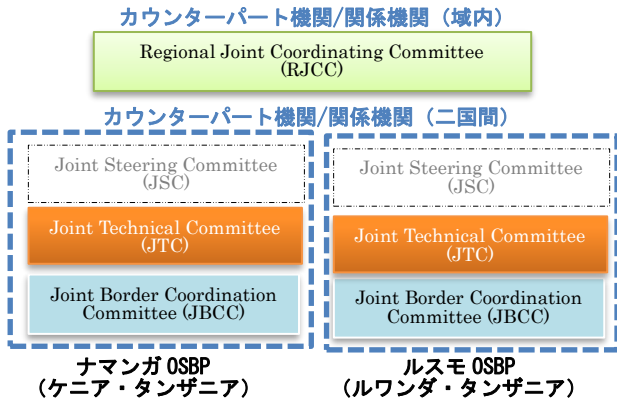 カウンターパート機関/関係機関（域内）
Regional Joint Coordinating Committee
(RJCC)
カウンターパート機関/関係機関（二国間）
Joint Steering Committee
(JSC)
Joint Technical Committee
(JTC)
Joint Border Coordination
Committee (JBCC)
ナマンガ OSBP
（ケニア・タンザニア）
Joint Steering Committee
(JSC)
Joint Technical Committee
(JTC)
Joint Border Coordination
Committee (JBCC)
ルスモ OSBP
（ルワンダ・タンザニア）